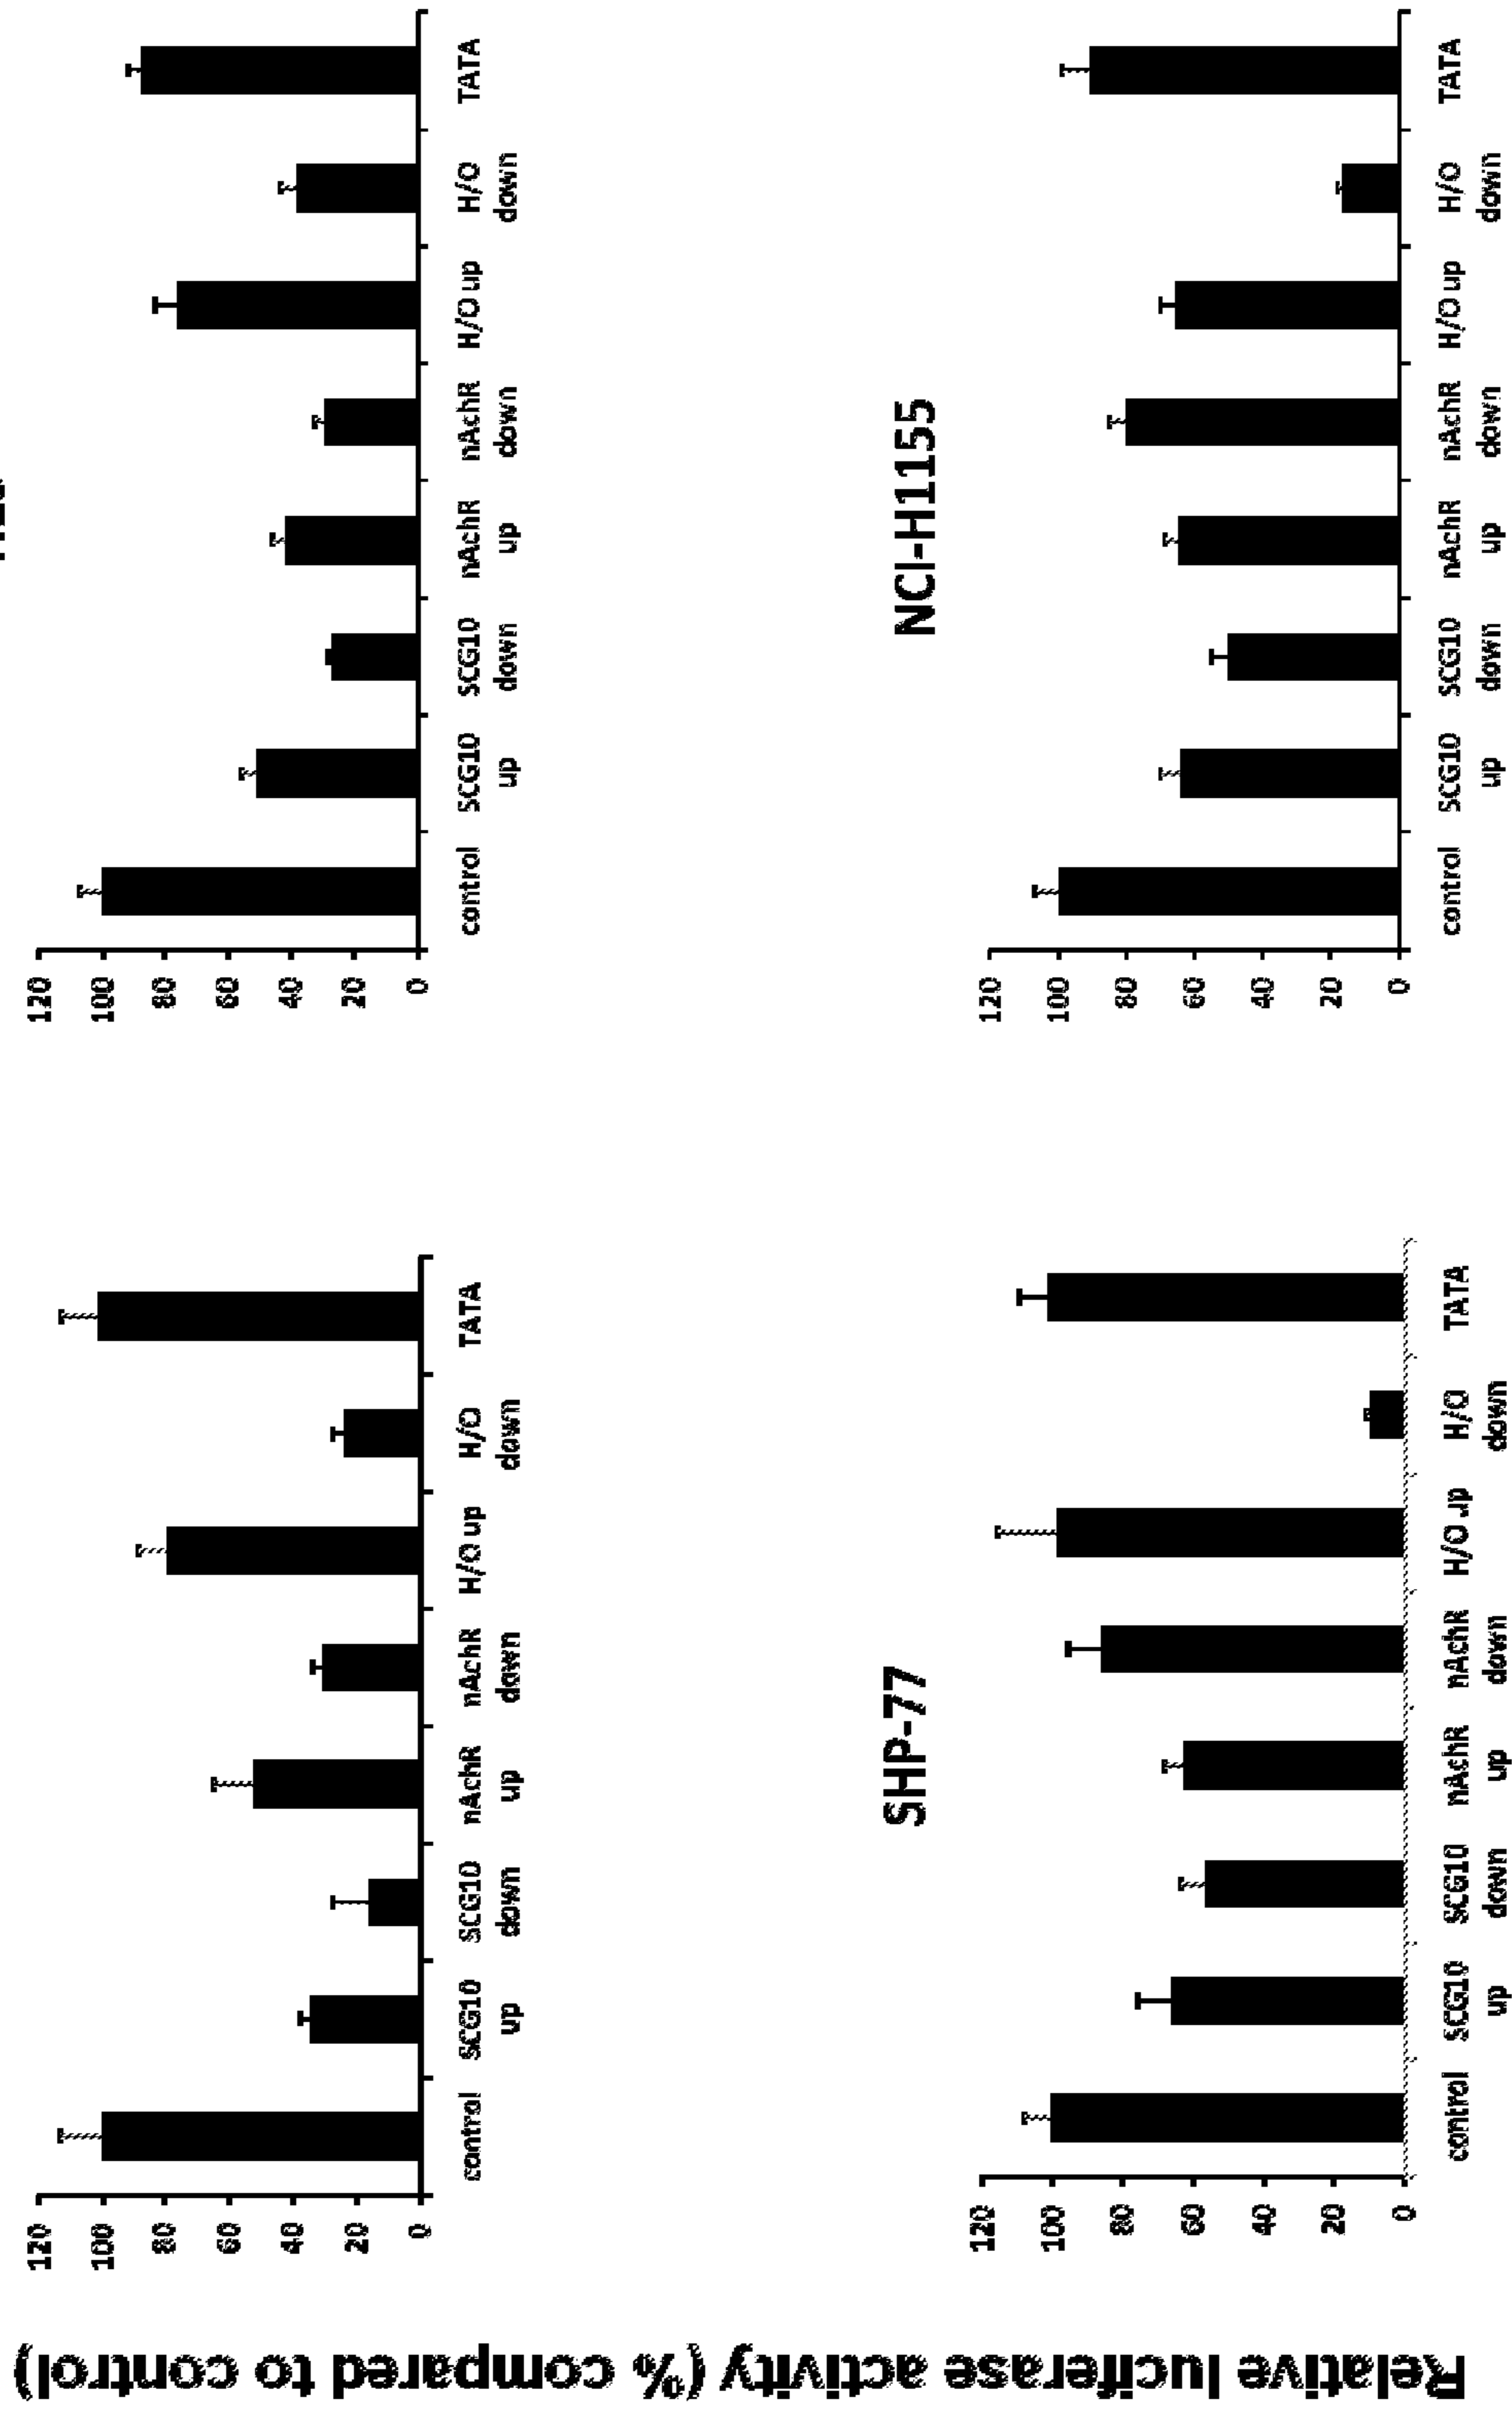 Relative luciferase activity (% compared to control)
120
100
80
60
40
20
0
control
SCG10
up
SCG10
down
nAchR
up
nAchR
down
H/O up
H/O
down
TATA
120
100
80
60
40
20
0
control
SCG10
up
SCG10
down
nAchR
up
nAchR
down
H/O up
H/O
down
TATA
SHP-77
120
100
80
60
40
20
0
control
SCG10
up
SCG10
down
nAchR
up
nAchR
down
H/O up
H/O
down
TATA
NCI-H1155
120
100
80
60
40
20
0
control
SCG10
up
SCG10
down
nAchR
up
nAchR
down
H/O up
H/O
down
TATA